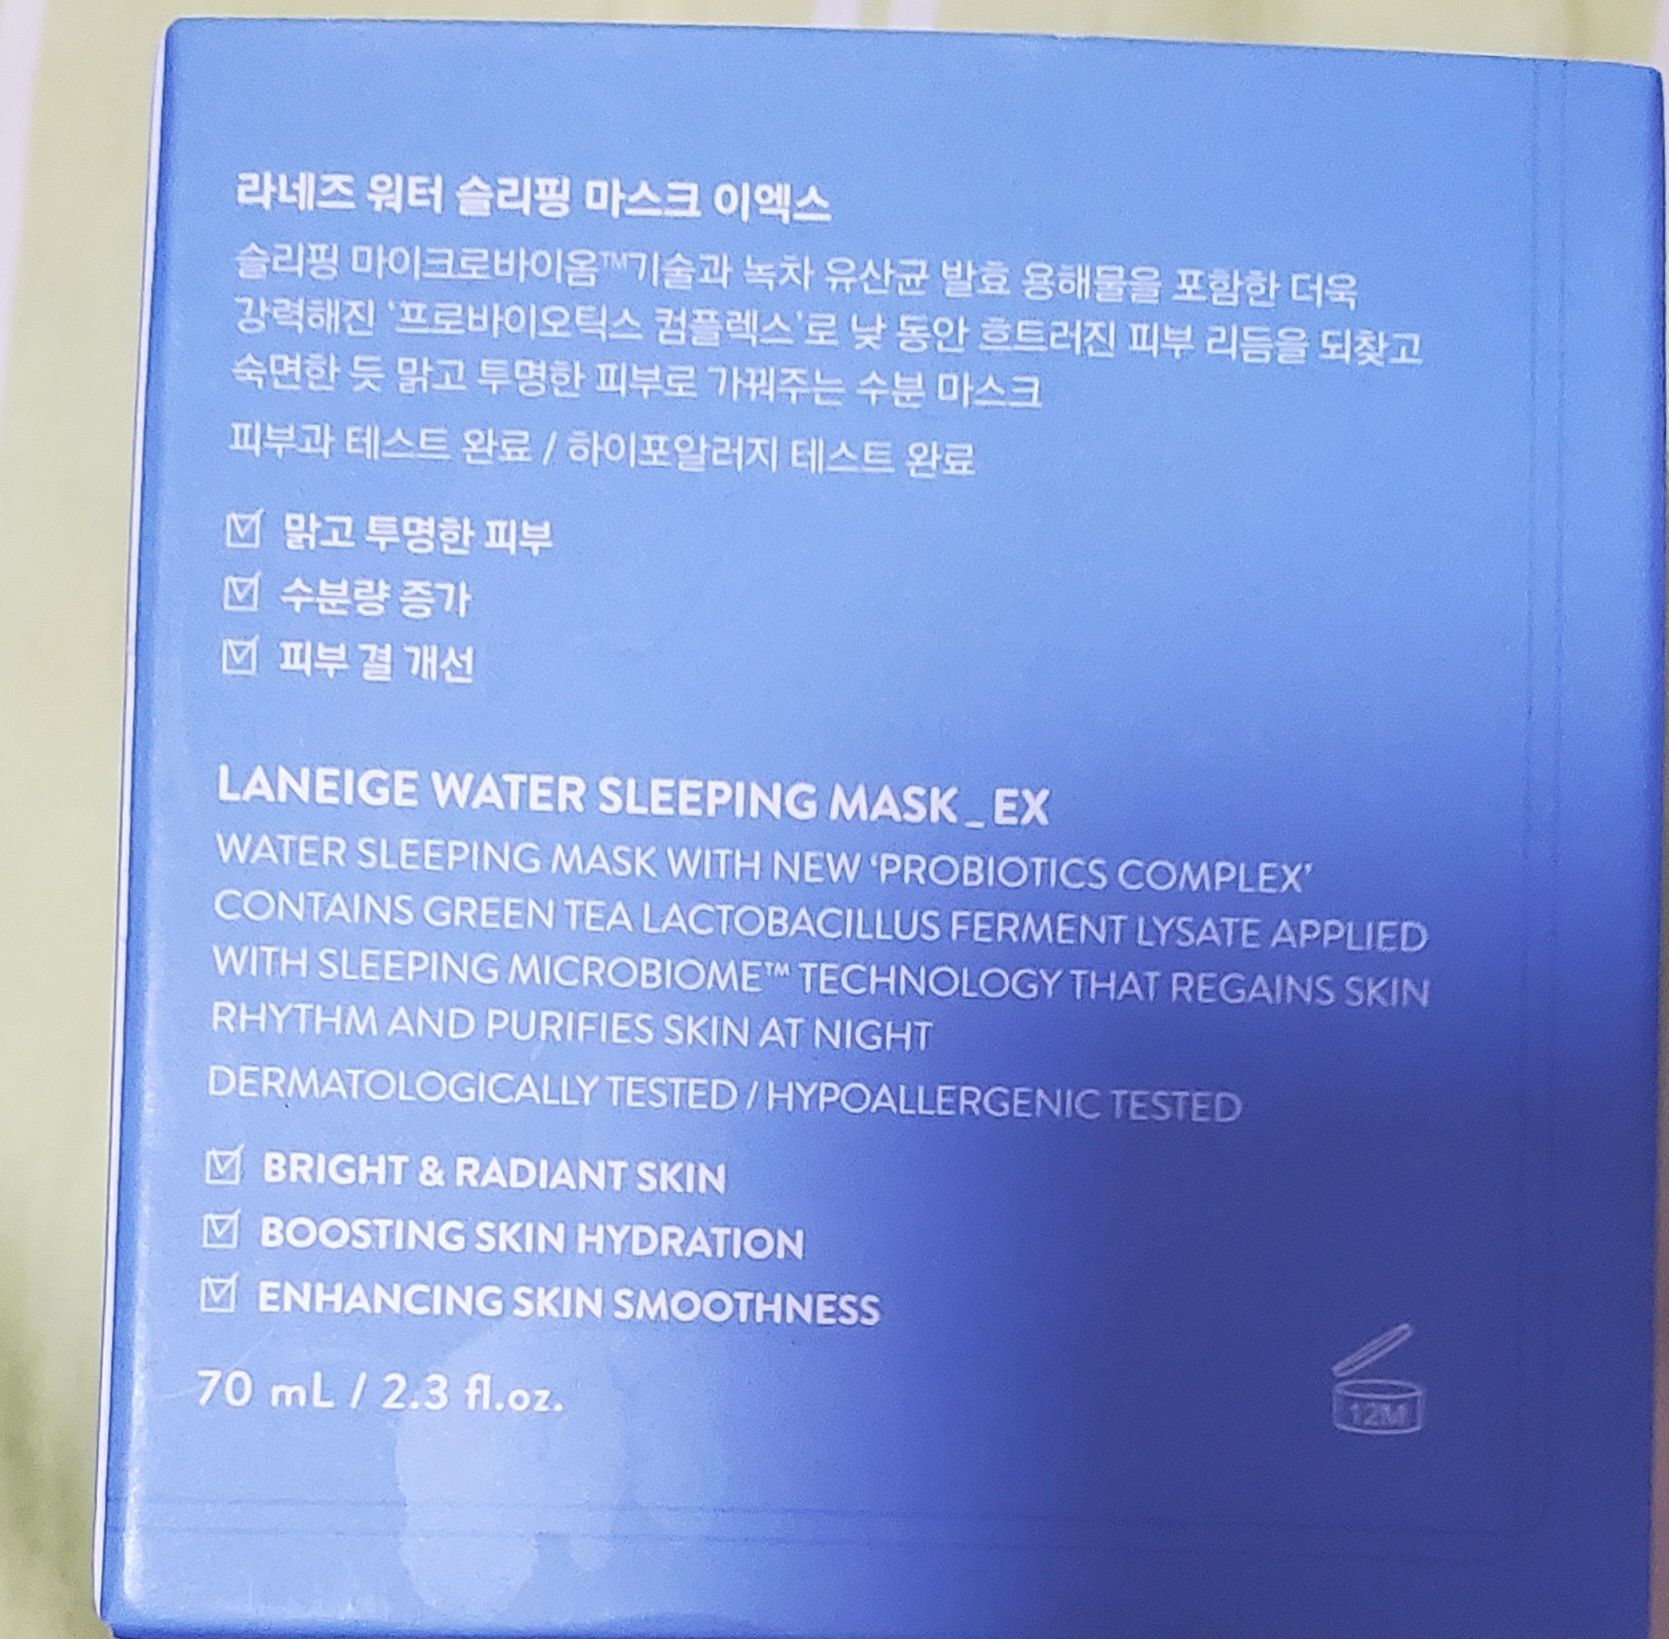 라네즈 워터 슬리핑 마스크 이엑스
슬리핑 마이크로바이옴™기술과 녹차 유산균 발효 용해물을 포함한 더욱
강력해진 '프로바이오틱스 컴플렉스'로 낮 동안 흐트러진 피부 리듬을 되찾고
숙면한 듯 맑고 투명한 피부로 가꿔주는 수분 마스크
피부과 테스트 완료 / 하이포알러지 테스트 완료
맑고 투명한 피부
수분량 증가
피부 결 개선
LANEIGE WATER SLEEPING MASK_EX
WATER SLEEPING MASK WITH NEW ‘PROBIOTICS COMPLEX’
CONTAINS GREEN TEA LACTOBACILLUS FERMENT LYSATE APPLIED
WITH SLEEPING MICROBIOME™ TECHNOLOGY THAT REGAINS SKIN
RHYTHM AND PURIFIES SKIN AT NIGHT
DERMATOLOGICALLY TESTED / HYPOALLERGENIC TESTED
BRIGHT & RADIANT SKIN
BOOSTING SKIN HYDRATION
ENHANCING SKIN SMOOTHNESS
70 mL / 2.3 fl.oz.
12M